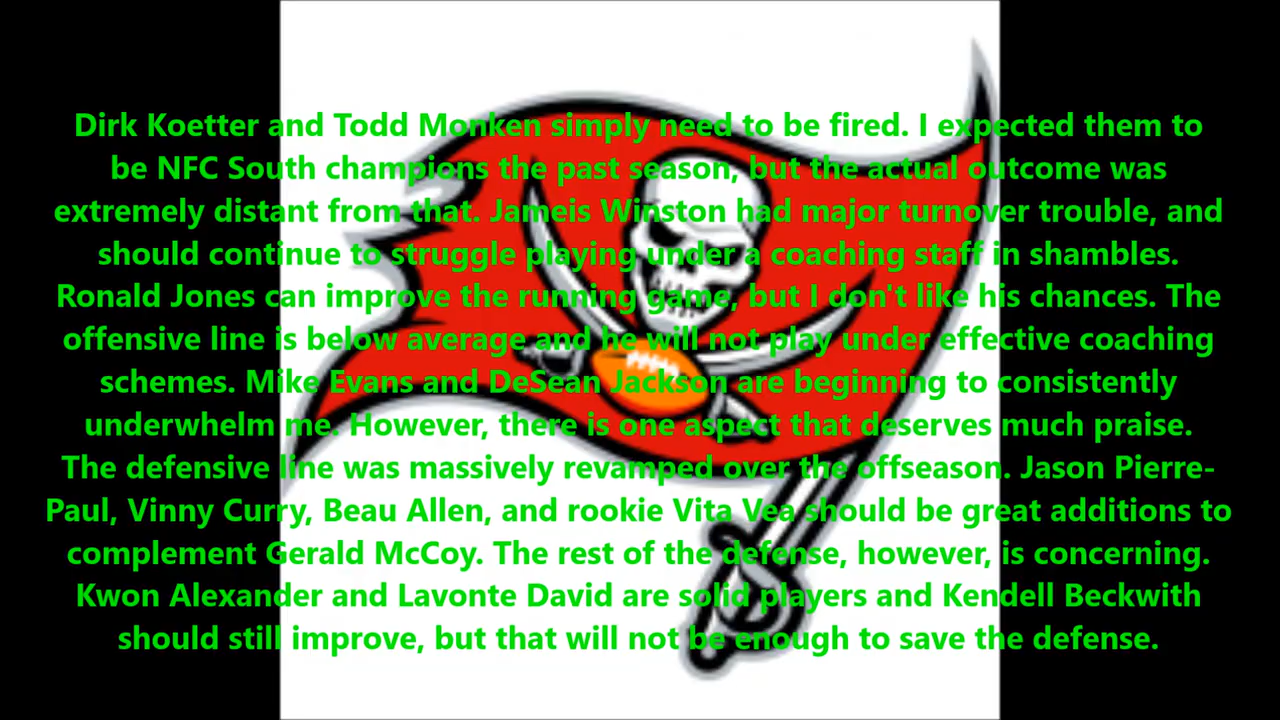 Dirk Koetter and Todd Monken simply need to be fired. I expected them to
be NFC South champions the past season, but the actual outcome was
extremely distant from that. Jameis Winston had major turnover trouble, and
should continue to struggle playing under a coaching staff in shambles.
Ronald Jones can improve the running game, but I don't like his chances. The
offensive line is below average and he will not play under effective coaching
schemes. Mike Evans and DeSean Jackson are beginning to consistently
underwhelm me. However, there is one aspect that deserves much praise.
The defensive line was massively revamped over the offseason. Jason Pierre-
Paul, Vinny Curry, Beau Allen, and rookie Vita Vea should be great additions to
complement Gerald McCoy. The rest of the defense, however, is concerning.
Kwon Alexander and Lavonte David are solid players and Kendell Beckwith
should still improve, but that will not be enough to save the defense.